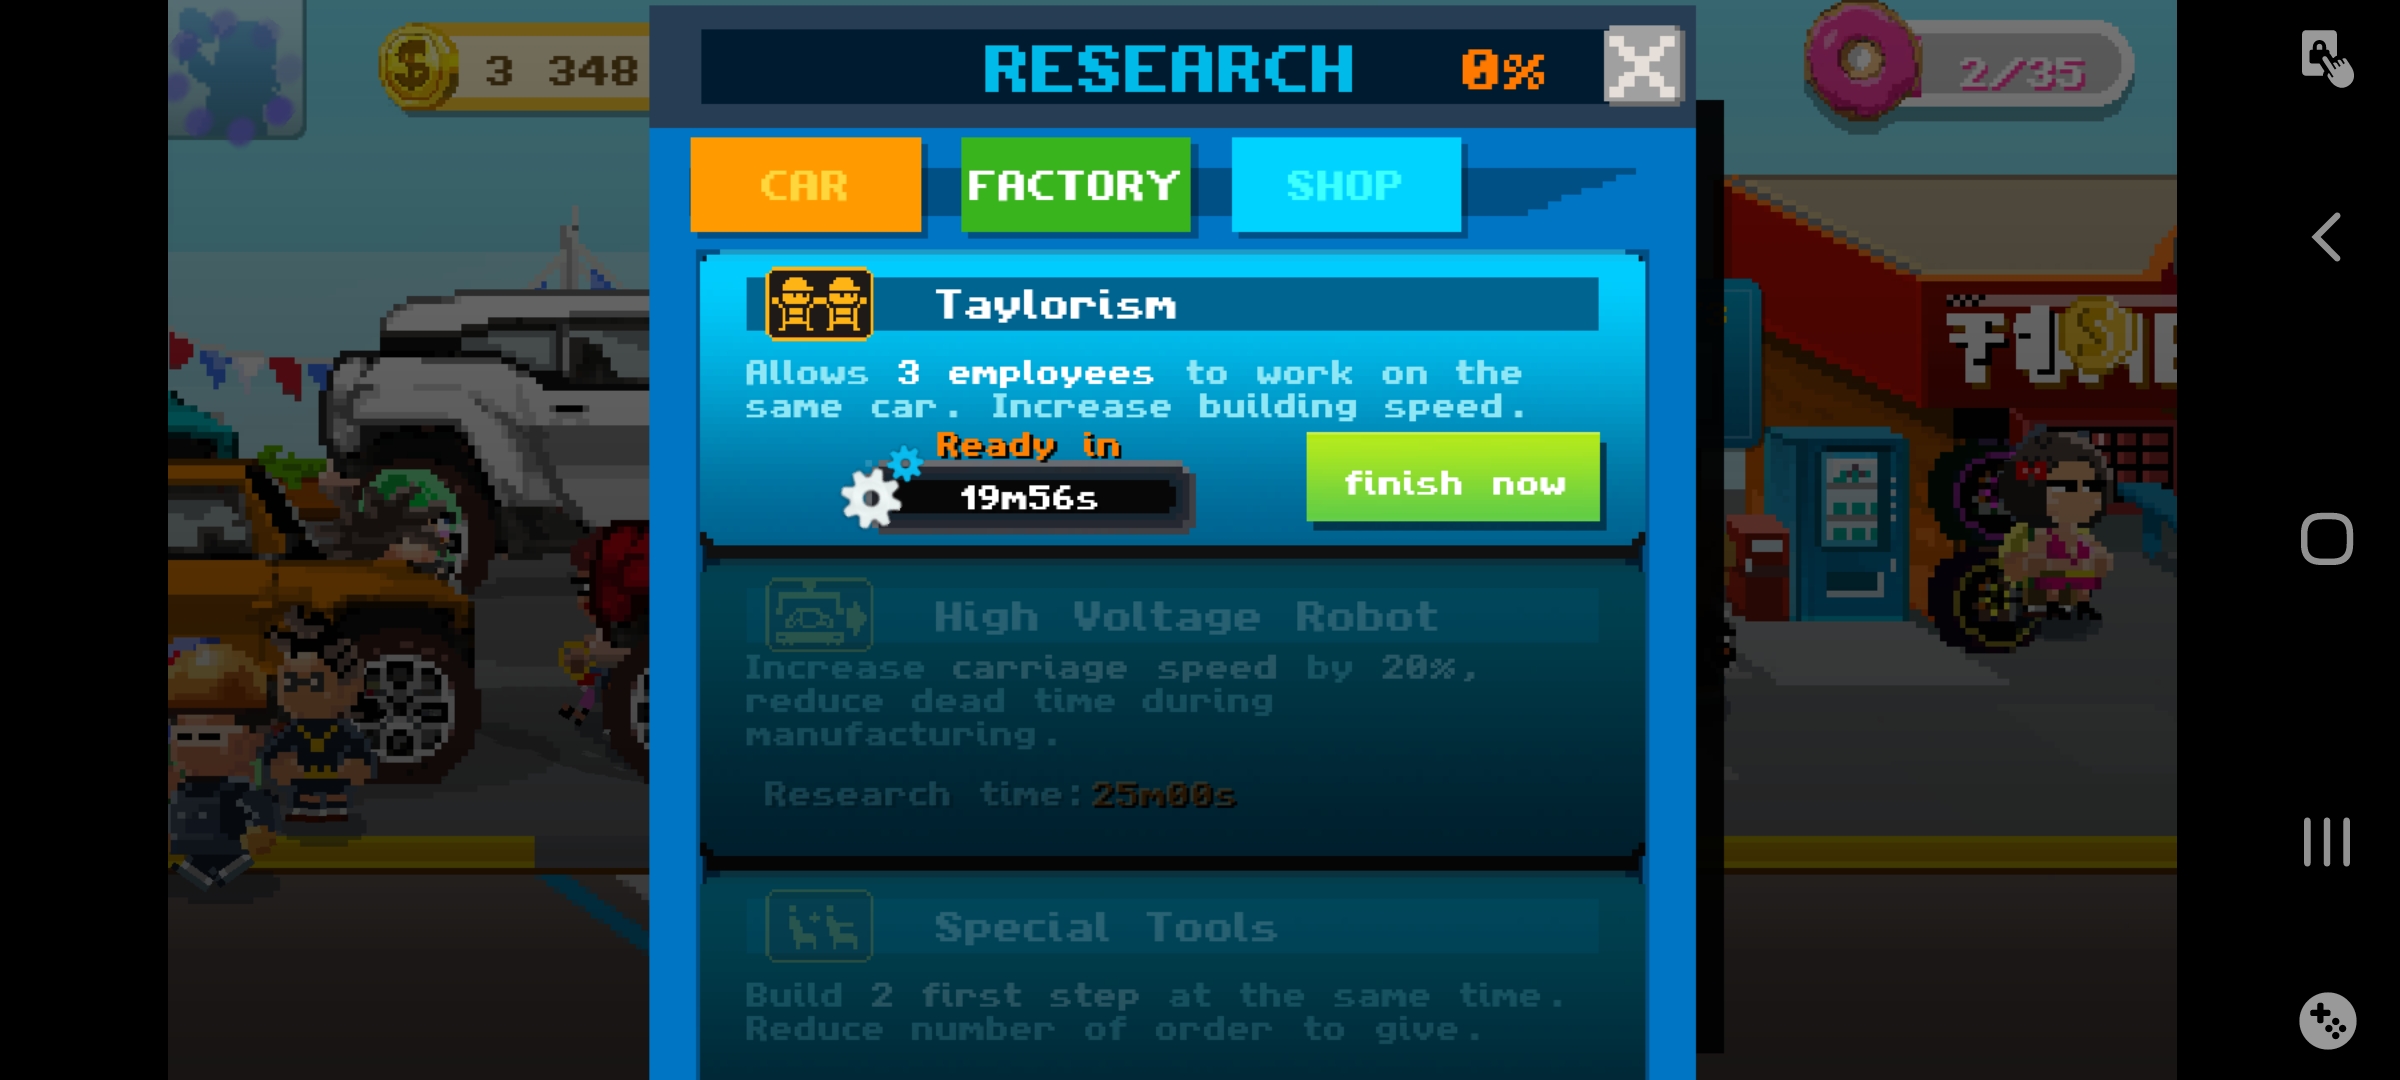 3 348
RESEARCH
0%
2/35
CAR
FACTORY
SHOP
Taylorism
Allows 3 employees to work on the
same car. Increase building speed.
Ready in
19m56s
finish now
High Voltage Robot
Increase carriage speed by 20%,
reduce dead time during
manufacturing.
Research time:25m00s
Special Tools
Build 2 first step at the same time.
Reduce number of order to give.